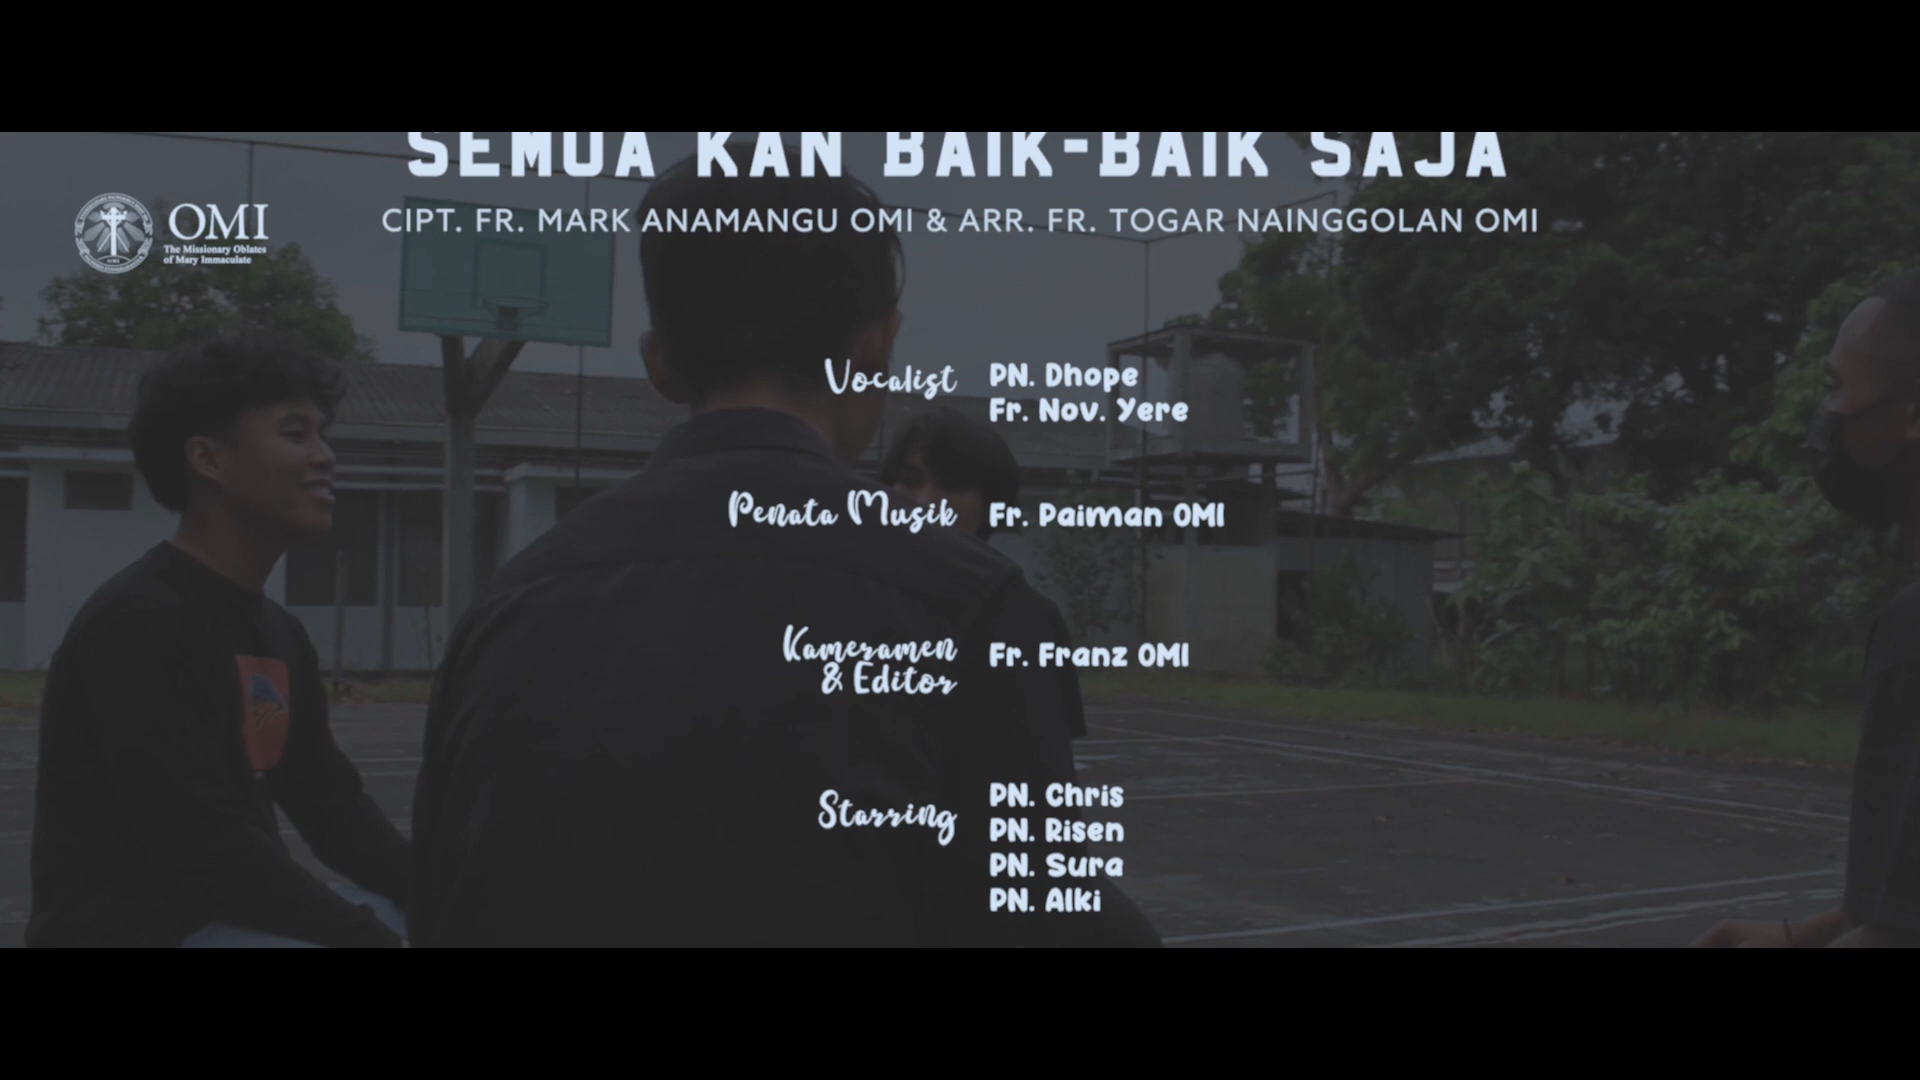 SEMUA KAN BAIK-BAIK SAJA
OMI
The Missionary Oblates
of Mary Immaculate
CIPT. FR. MARK ANAMANGU OMI & ARR. FR. TOGAR NAINGGOLAN OMI
Vocalist PN. Dhope
Fr. Nov. Yere
Penata Musik Fr. Paiman OMI
Kameramen Fr. Franz OMI
& Editor
Starring PN. Chris
PN. Risen
PN. Sura
PN. Alki